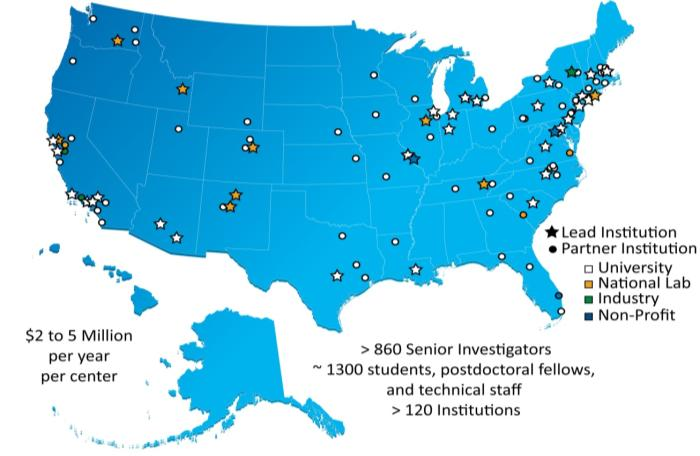 Lead Institution
Partner Institution
University
National Lab
Industry
Non-Profit
$2 to 5 Million
per year
per center
> 860 Senior Investigators
~ 1300 students, postdoctoral fellows,
and technical staff
> 120 Institutions